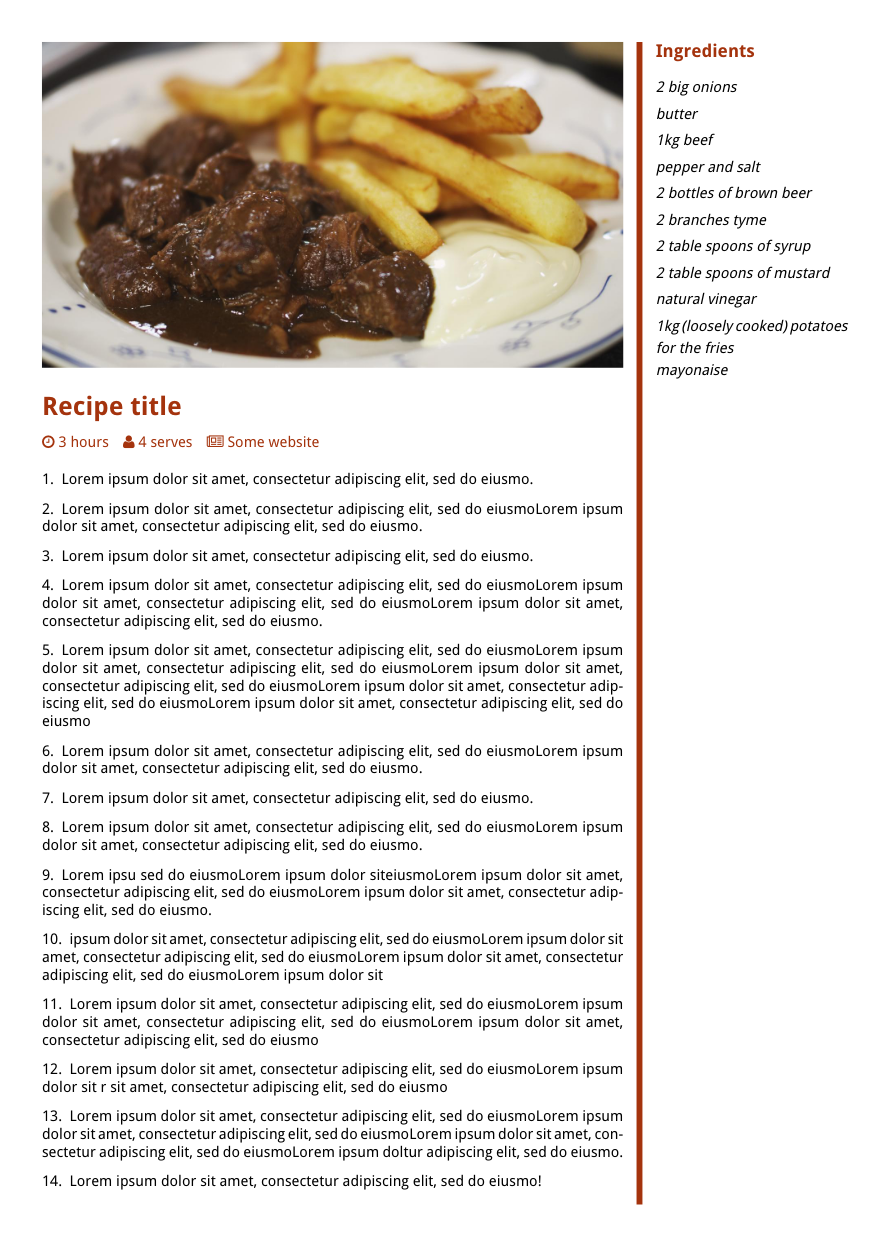 Recipe title
3 hours 4 serves Some website
1. Lorem ipsum dolor sit amet, consectetur adipiscing elit, sed do eiusmo.
2. Lorem ipsum dolor sit amet, consectetur adipiscing elit, sed do eiusmoLorem ipsum
dolor sit amet, consectetur adipiscing elit, sed do eiusmo.
3. Lorem ipsum dolor sit amet, consectetur adipiscing elit, sed do eiusmo.
4. Lorem ipsum dolor sit amet, consectetur adipiscing elit, sed do eiusmoLorem ipsum
dolor sit amet, consectetur adipiscing elit, sed do eiusmoLorem ipsum dolor sit amet,
consectetur adipiscing elit, sed do eiusmo.
5. Lorem ipsum dolor sit amet, consectetur adipiscing elit, sed do eiusmoLorem ipsum
dolor sit amet, consectetur adipiscing elit, sed do eiusmoLorem ipsum dolor sit amet,
consectetur adipiscing elit, sed do eiusmoLorem ipsum dolor sit amet, consectetur adip-
iscing elit, sed do eiusmoLorem ipsum dolor sit amet, consectetur adipiscing elit, sed do
eiusmo
6. Lorem ipsum dolor sit amet, consectetur adipiscing elit, sed do eiusmoLorem ipsum
dolor sit amet, consectetur adipiscing elit, sed do eiusmo.
7. Lorem ipsum dolor sit amet, consectetur adipiscing elit, sed do eiusmo.
8. Lorem ipsum dolor sit amet, consectetur adipiscing elit, sed do eiusmoLorem ipsum
dolor sit amet, consectetur adipiscing elit, sed do eiusmo.
9. Lorem ipsu sed do eiusmoLorem ipsum dolor siteiusmoLorem ipsum dolor sit amet,
consectetur adipiscing elit, sed do eiusmoLorem ipsum dolor sit amet, consectetur adip-
iscing elit, sed do eiusmo.
10. ipsum dolor sit amet, consectetur adipiscing elit, sed do eiusmoLorem ipsum dolor sit
amet, consectetur adipiscing elit, sed do eiusmoLorem ipsum dolor sit amet, consectetur
adipiscing elit, sed do eiusmoLorem ipsum dolor sit
11. Lorem ipsum dolor sit amet, consectetur adipiscing elit, sed do eiusmoLorem ipsum
dolor sit amet, consectetur adipiscing elit, sed do eiusmoLorem ipsum dolor sit amet,
consectetur adipiscing elit, sed do eiusmo
12. Lorem ipsum dolor sit amet, consectetur adipiscing elit, sed do eiusmoLorem ipsum
dolor sit r sit amet, consectetur adipiscing elit, sed do eiusmo
13. Lorem ipsum dolor sit amet, consectetur adipiscing elit, sed do eiusmoLorem ipsum
dolor sit amet, consectetur adipiscing elit, sed do eiusmoLorem ipsum dolor sit amet, con-
sectetur adipiscing elit, sed do eiusmoLorem ipsum doltur adipiscing elit, sed do eiusmo.
14. Lorem ipsum dolor sit amet, consectetur adipiscing elit, sed do eiusmo!
Ingredients
2 big onions
butter
1kg beef
pepper and salt
2 bottles of brown beer
2 branches tyme
2 table spoons of syrup
2 table spoons of mustard
natural vinegar
1kg (loosely cooked) potatoes
for the fries
mayonaise